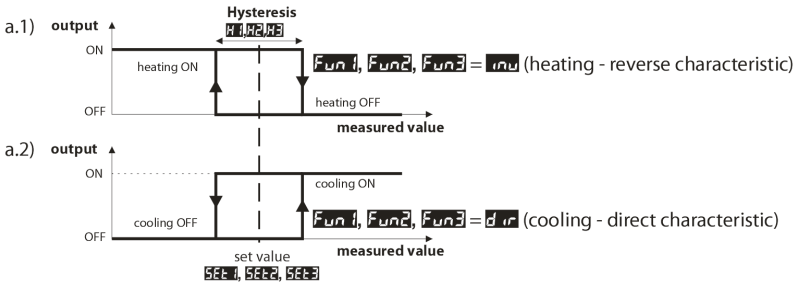 Hysteresis
H1, H2, H3
a.1) output
ON
heating ON
Fun1, Fun2, Fun3 = inv (heating - reverse characteristic)
heating OFF
OFF
measured value
a.2) output
ON
cooling ON
cooling OFF
Fun1, Fun2, Fun3 = dir (cooling - direct characteristic)
OFF
measured value
set value
SEt1, SEt2, SEt3